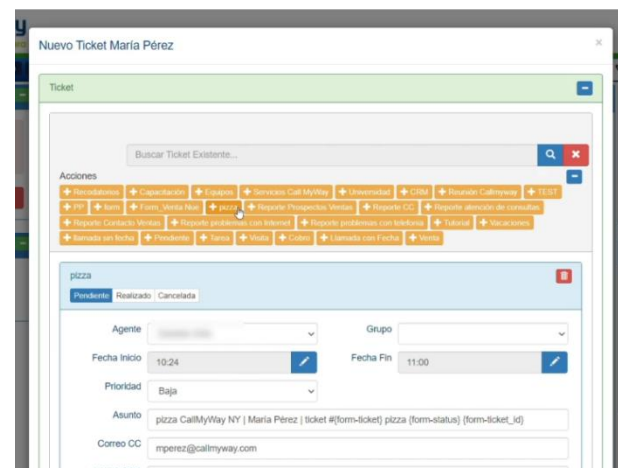 Nuevo Ticket María Pérez ×
Ticket
Buscar Ticket Existente...
Acciones
Recodatorios Capacitación Equipos Servicios Call MyWay Universidad CRM Reunión Callmyway TEST
PP form Form_Venta Nue pizza Reporte Prospectos Ventas Reporte CC Reporte atención de consultas
Reporte Contacto Ventas Reporte problemas con Internet Reporte problemas con telefonia Tutorial Vacaciones
llamada sin fecha Pendiente Tarea Visita Cobro Llamada con Fecha Venta
pizza
Pendiente Realizado Cancelada
Agente Grupo
Fecha Inicio 10:24 Fecha Fin 11:00
Prioridad Baja
Asunto pizza CallMyWay NY | María Pérez | ticket #{form-ticket} pizza {form-status} {form-ticket_id}
Correo CC mperez@callmyway.com